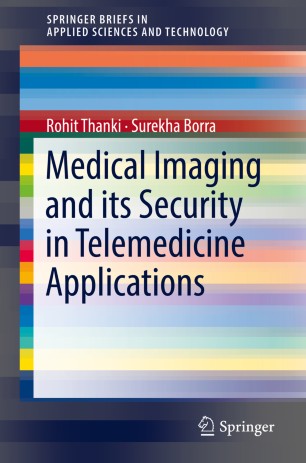 SPRINGER BRIEFS IN
APPLIED SCIENCES AND TECHNOLOGY
Rohit Thanki · Surekha Borra
Medical Imaging
and its Security
in Telemedicine
Applications
Springer